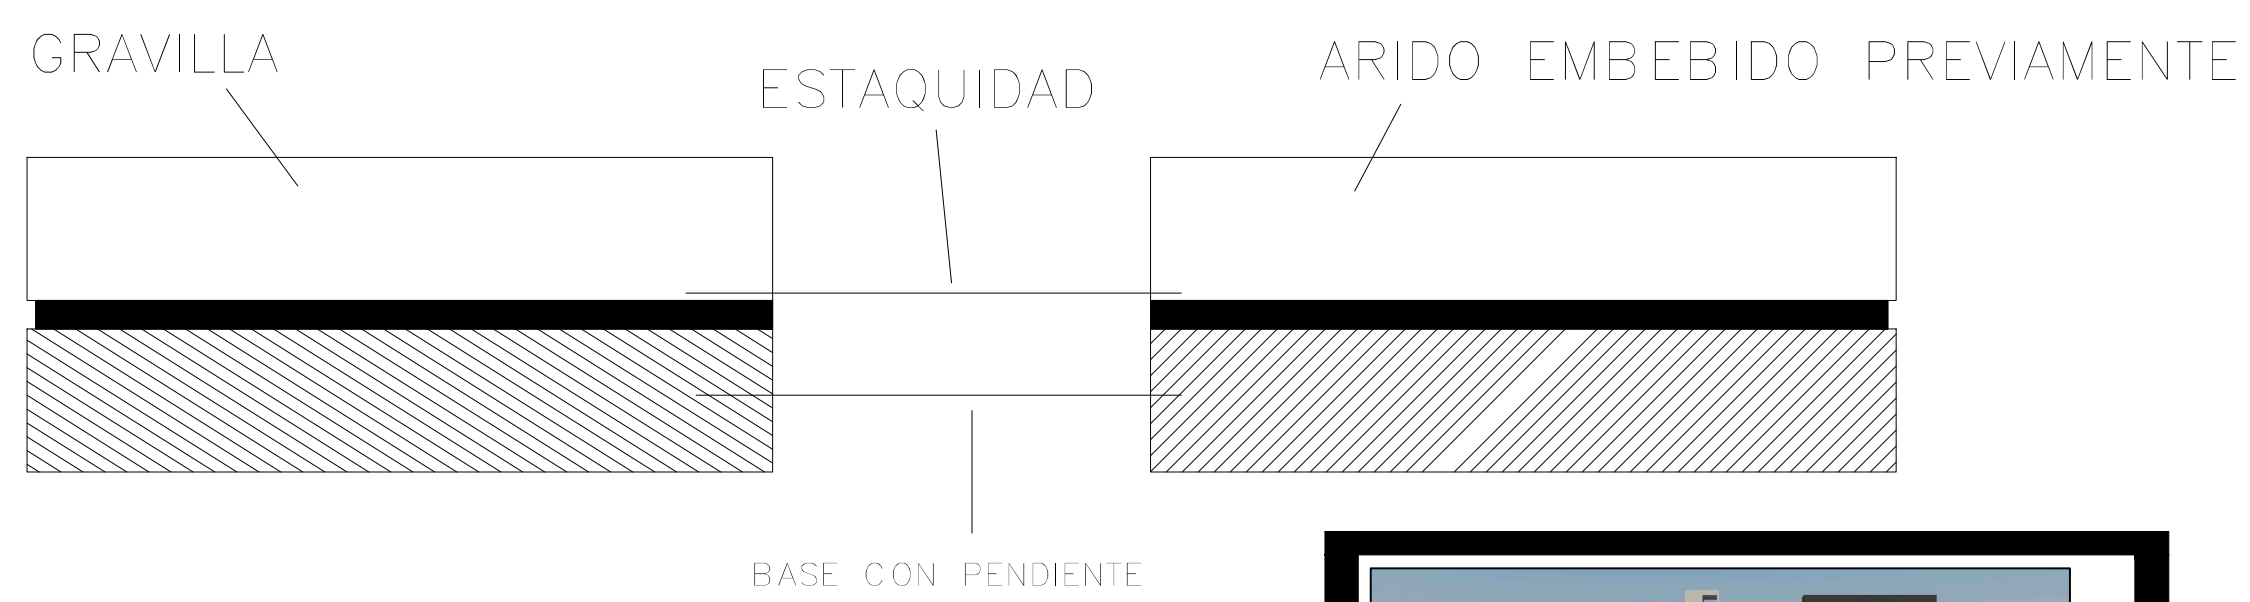 GRAVILLA
ESTAQUIDAD
ARIDO EMBEBIDO PREVIAMENTE
BASE CON PENDIENTE